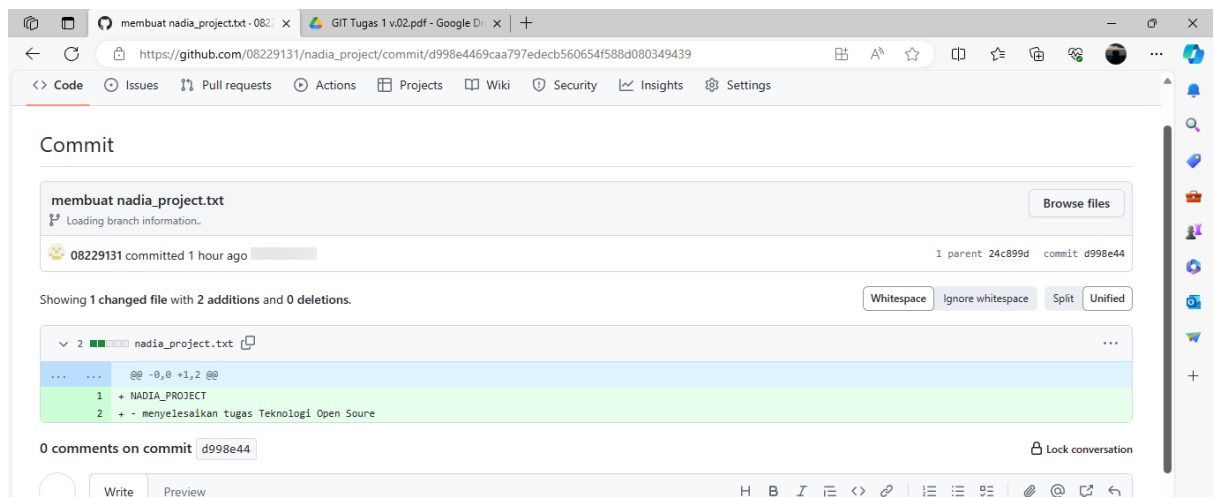 membuat nadia_project.txt · 082
GIT Tugas 1 v.02.pdf - Google Dr
https://github.com/08229131/nadia_project/commit/d998e4469caa797edecb560654f588d080349439
<> Code Issues Pull requests Actions Projects Wiki Security Insights Settings
Commit
membuat nadia_project.txt
Browse files
Loading branch information...
08229131 committed 1 hour ago
1 parent 24c899d commit d998e44
Showing 1 changed file with 2 additions and 0 deletions.
Whitespace Ignore whitespace Split Unified
2 nadia_project.txt ...
... ... @@ -0,0 +1,2 @@
1 + NADIA_PROJECT
2 + - menyelesaikan tugas Teknologi Open Soure
0 comments on commit d998e44
Lock conversation
Write Preview H B I